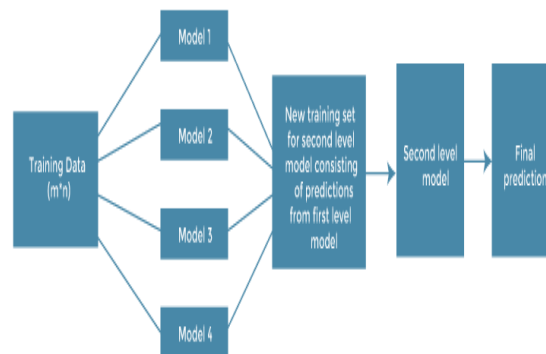 Model 1
Model 2
Training Data
(m*n)
Model 3
Model 4
New training set
for second level
model consisting
of predictions
from first level
model
Second level
model
Final
prediction